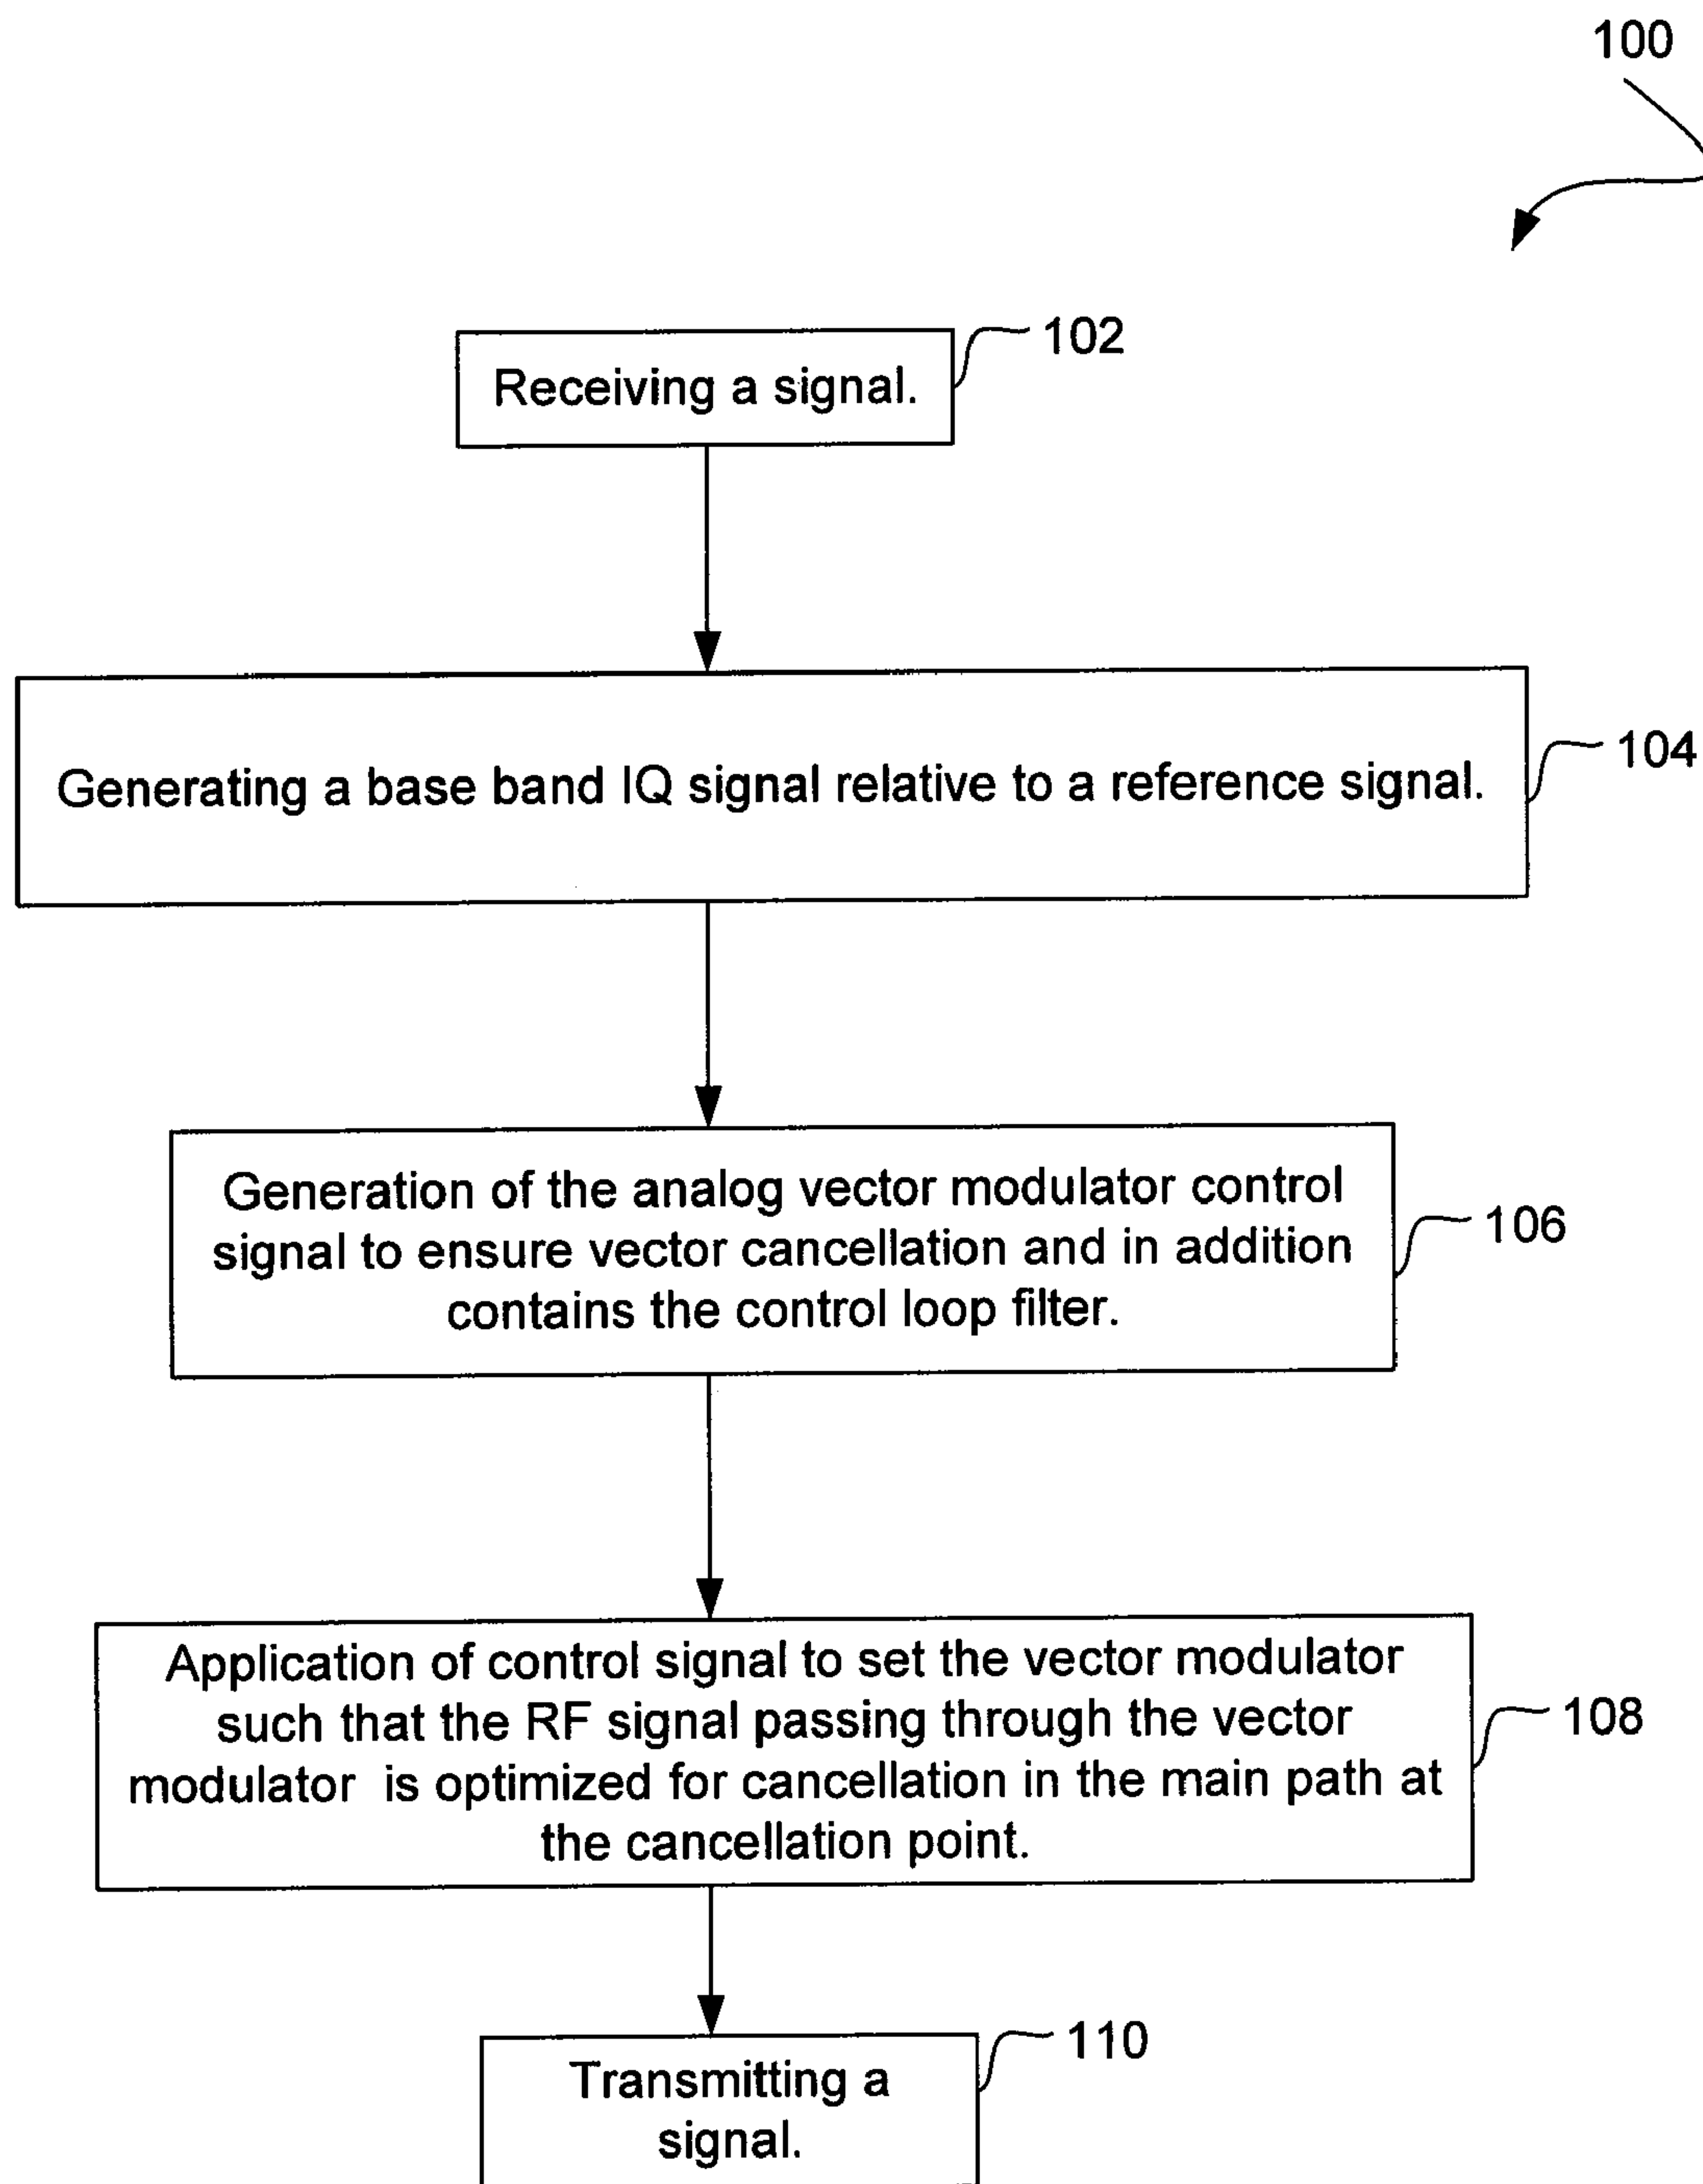 100
Receiving a signal.
102
Generating a base band IQ signal relative to a reference signal.
104
Generation of the analog vector modulator control
signal to ensure vector cancellation and in addition
contains the control loop filter.
106
Application of control signal to set the vector modulator
such that the RF signal passing through the vector
modulator is optimized for cancellation in the main path at
the cancellation point.
108
Transmitting a
signal.
110